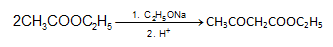 2CH₃COOC₂H₅ 1. C₂H₅ONa → CH₃COCH₂COOC₂H₅
2. H⁺